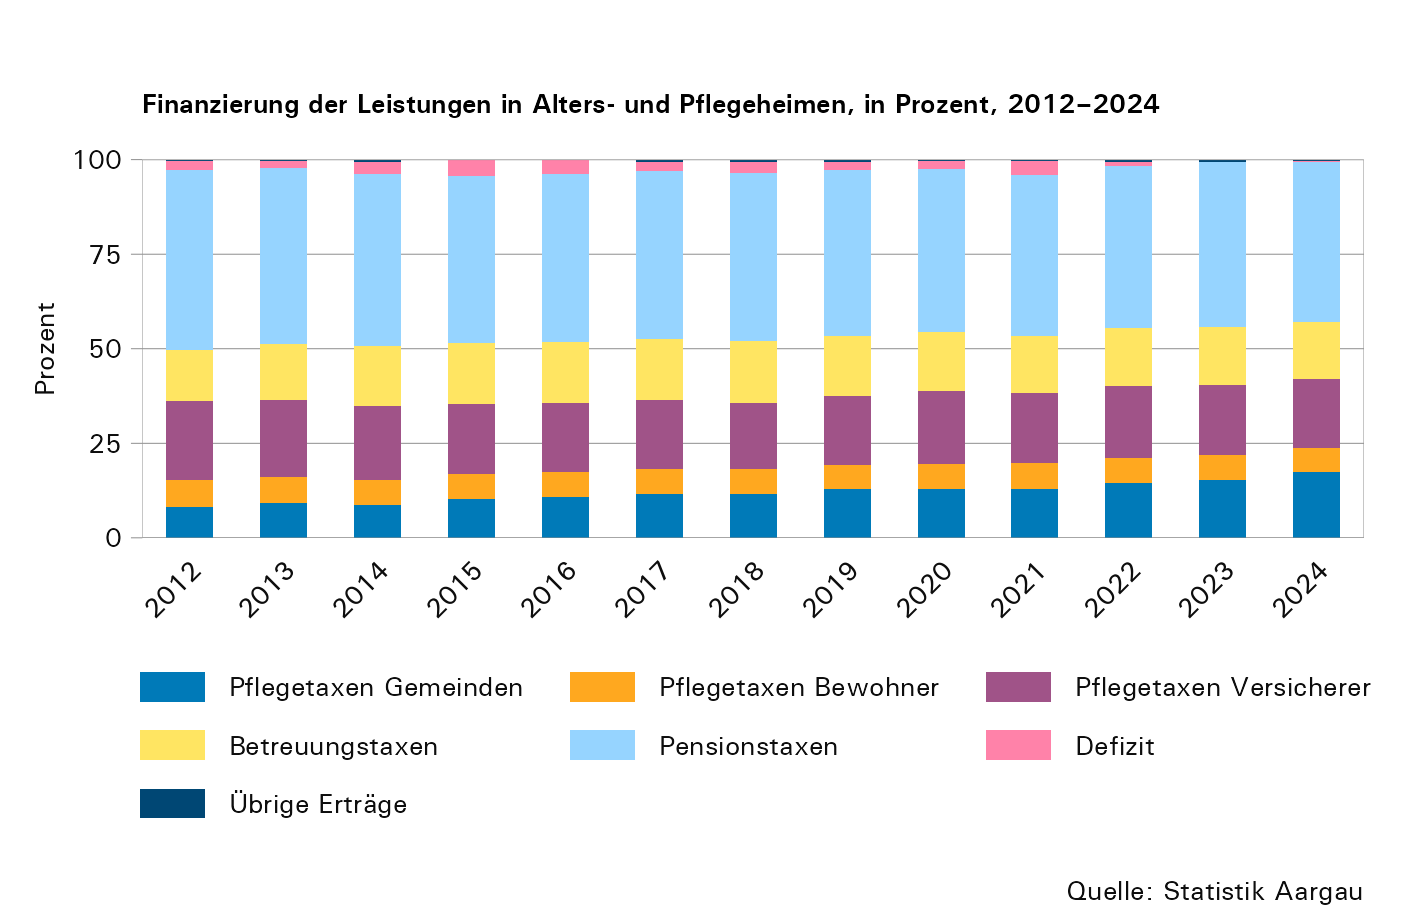 Finanzierung der Leistungen in Alters- und Pflegeheimen, in Prozent, 2012–2024
Prozent
100
75
50
25
0
2012
2013
2014
2015
2016
2017
2018
2019
2020
2021
2022
2023
2024
Pflegetaxen Gemeinden
Pflegetaxen Bewohner
Pflegetaxen Versicherer
Betreuungstaxen
Pensionstaxen
Defizit
Übrige Erträge
Quelle: Statistik Aargau